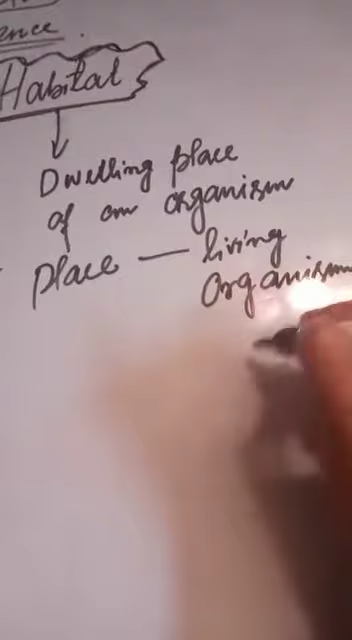 ence
Habitat
Dwelling place
of an organism
place — living
organism